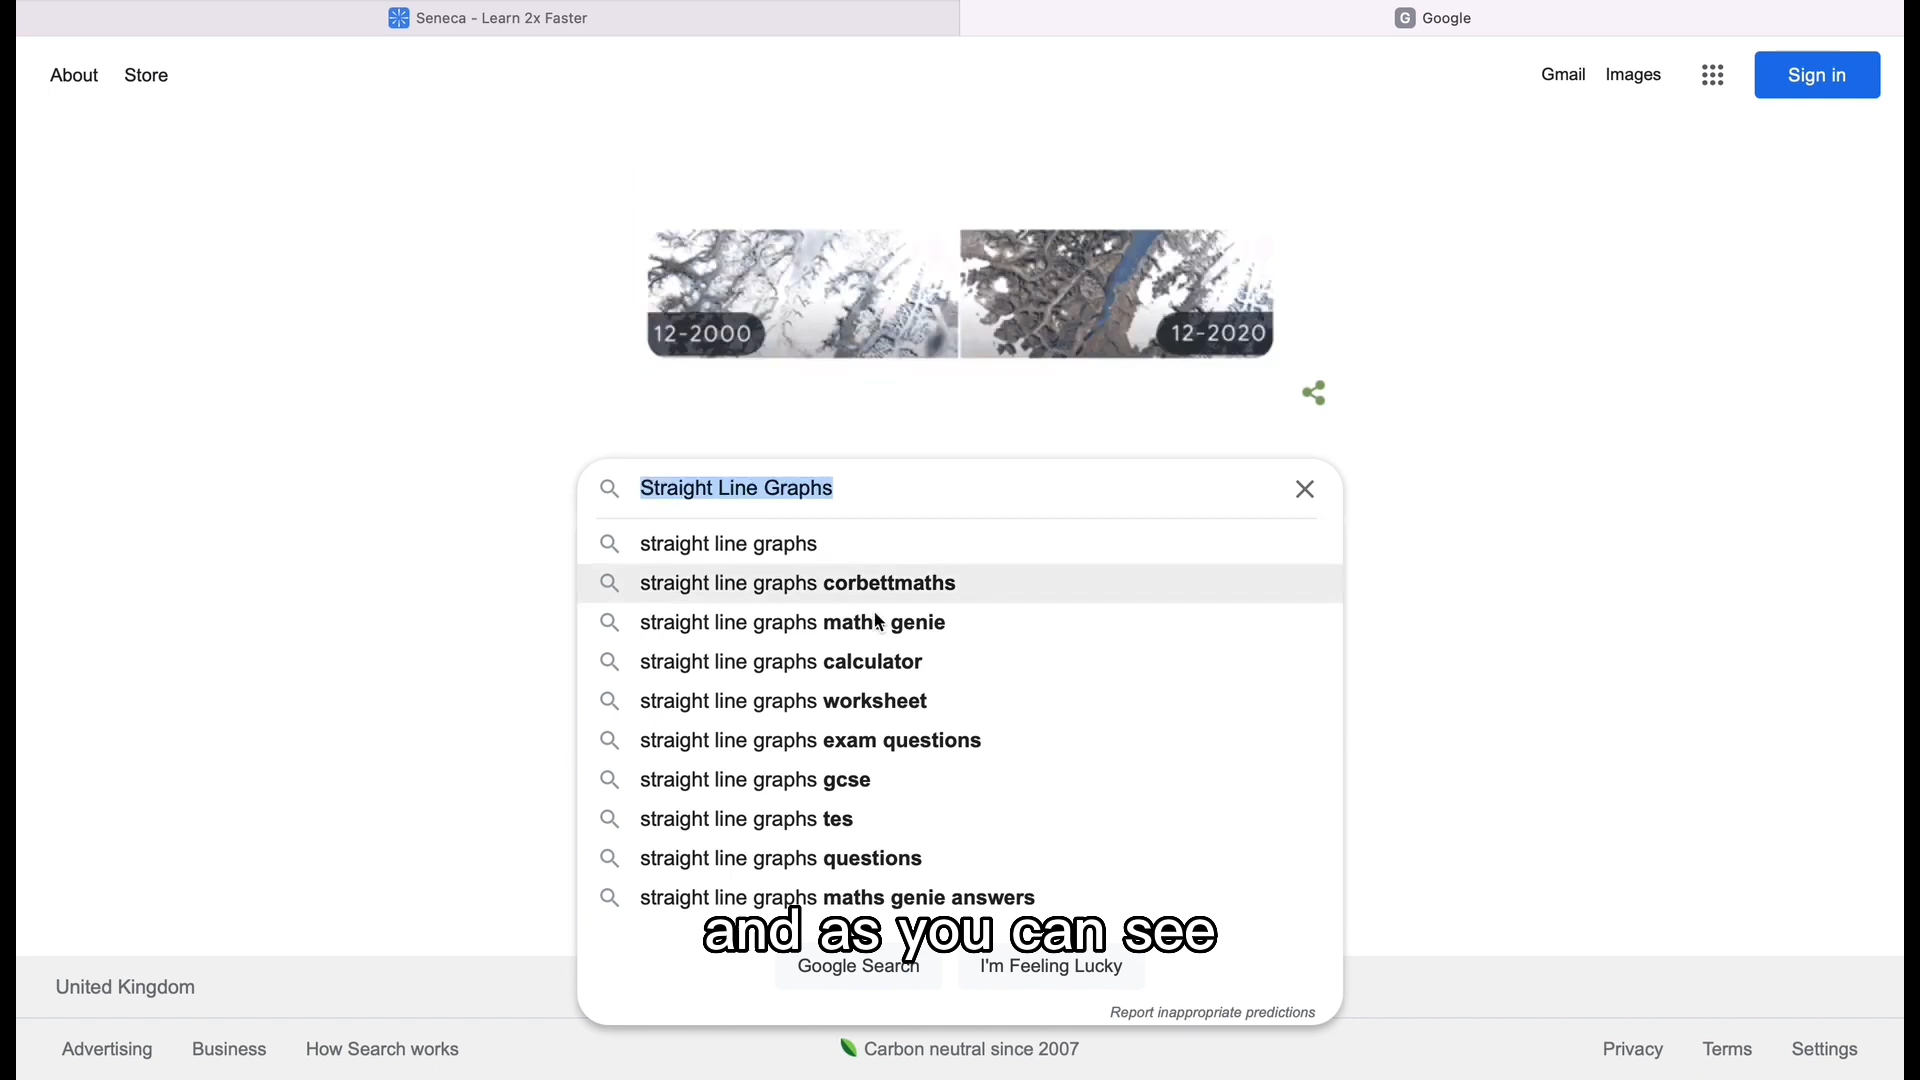 Seneca - Learn 2x Faster
G Google
About Store
Gmail Images Sign in
12-2000
12-2020
Straight Line Graphs
straight line graphs
straight line graphs corbettmaths
straight line graphs maths genie
straight line graphs calculator
straight line graphs worksheet
straight line graphs exam questions
straight line graphs gcse
straight line graphs tes
straight line graphs questions
straight line graphs maths genie answers
and as you can see
Google Search I'm Feeling Lucky
United Kingdom
Report inappropriate predictions
Advertising Business How Search works
Carbon neutral since 2007
Privacy Terms Settings